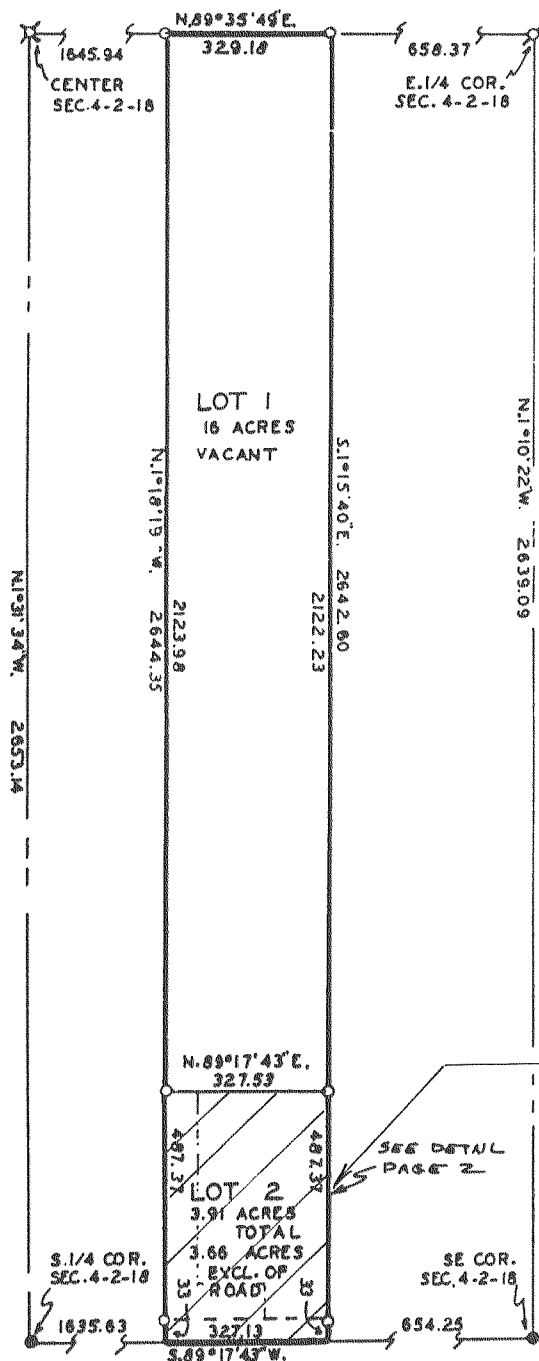 N.89°35'49"E.
1645.94
329.18
658.37
CENTER
SEC.4-2-18
E.1/4 COR.
SEC. 4-2-18
LOT 1
16 ACRES
VACANT
N.1°31'34"W. 2653.14
N.1°18'19"W. 2644.35
2123.98
S.1°15'40"E. 2642.60
2122.23
N.1°10'22"W. 2639.09
N.89°17'43"E.
327.53
487.37
487.37
SEE DETAIL
PAGE 2
LOT 2
3.91 ACRES
TOTAL
3.66 ACRES
EXCL. OF
ROAD
S.1/4 COR.
SEC.4-2-18
SE COR.
SEC.4-2-18
33
33
1635.63
327.13
654.25
S.89°17'43"W.